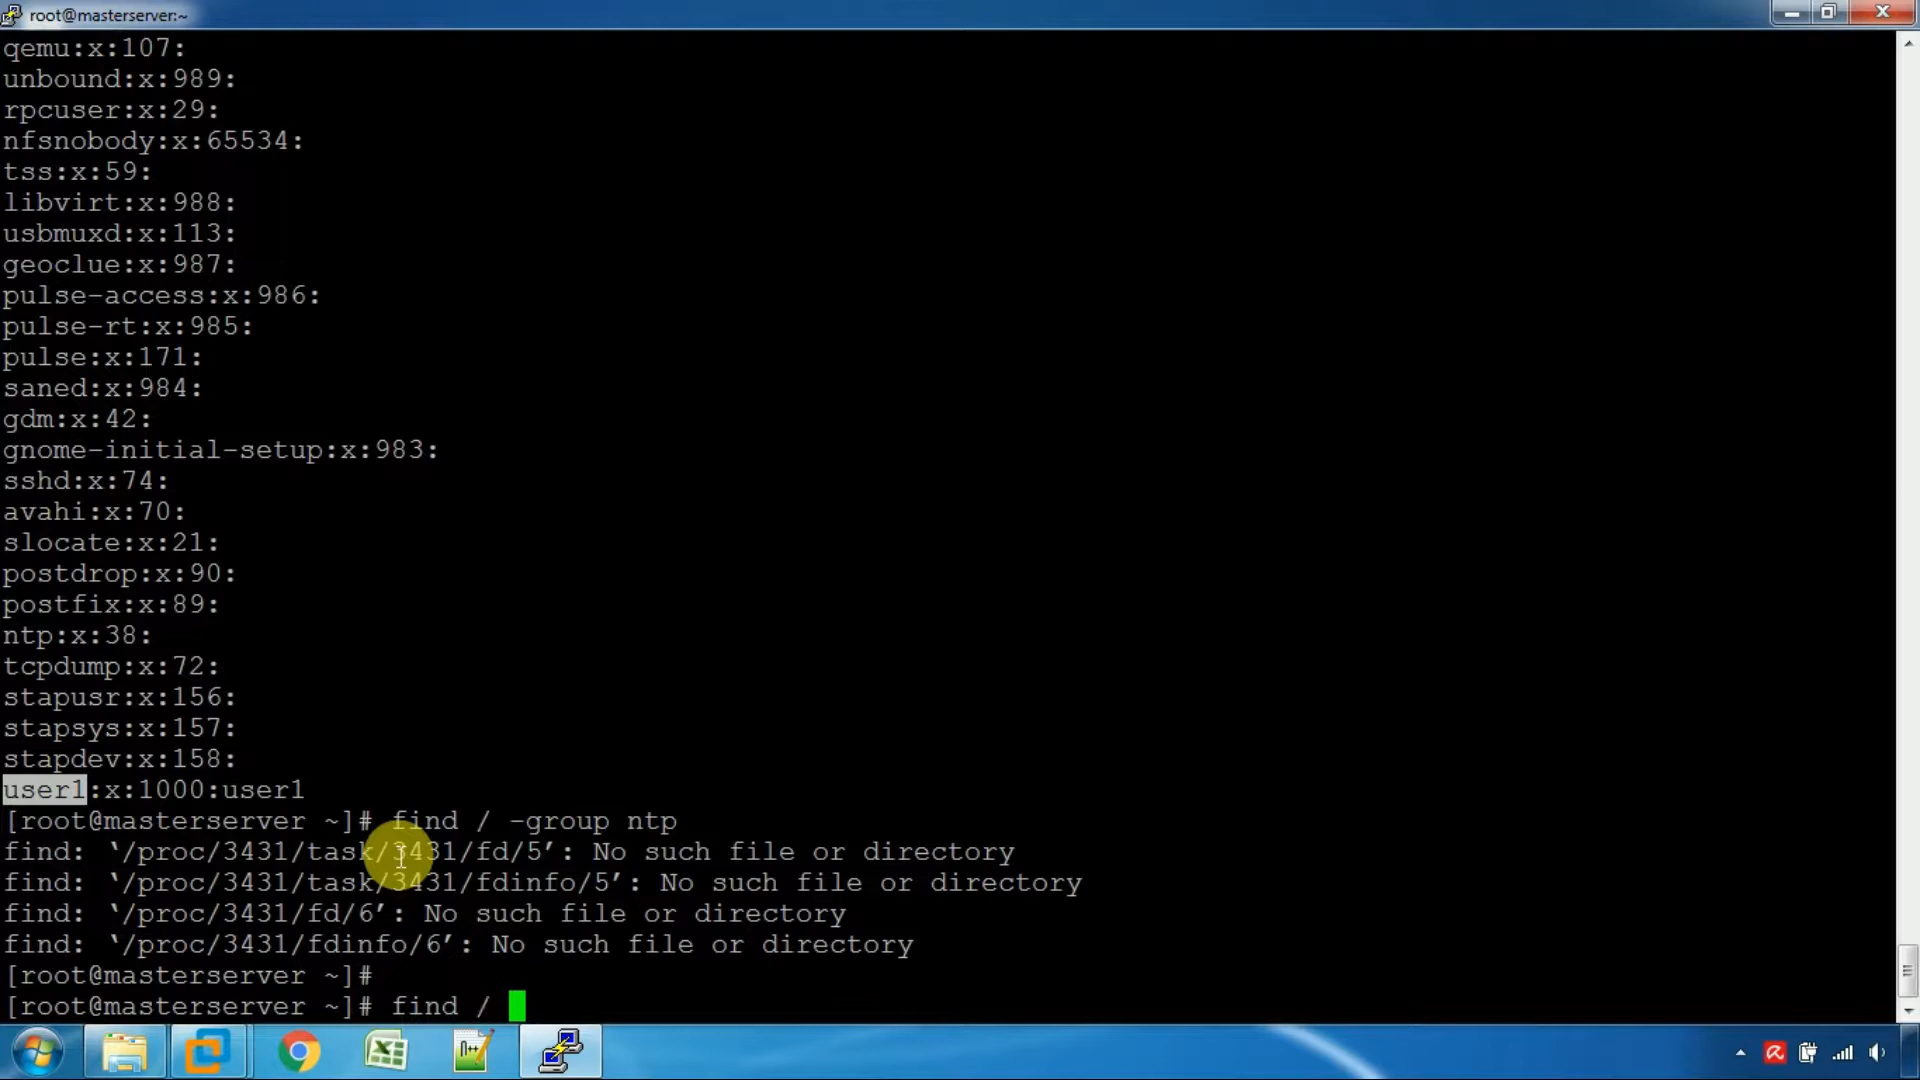 root@masterserver:~
qemu:x:107:
unbound:x:989:
rpcuser:x:29:
nfsnobody:x:65534:
tss:x:59:
libvirt:x:988:
usbmuxd:x:113:
geoclue:x:987:
pulse-access:x:986:
pulse-rt:x:985:
pulse:x:171:
saned:x:984:
gdm:x:42:
gnome-initial-setup:x:983:
sshd:x:74:
avahi:x:70:
slocate:x:21:
postdrop:x:90:
postfix:x:89:
ntp:x:38:
tcpdump:x:72:
stapusr:x:156:
stapsys:x:157:
stapdev:x:158:
user1:x:1000:user1
[root@masterserver ~]# find / -group ntp
find: ‘/proc/3431/task/3431/fd/5’: No such file or directory
find: ‘/proc/3431/task/3431/fdinfo/5’: No such file or directory
find: ‘/proc/3431/fd/6’: No such file or directory
find: ‘/proc/3431/fdinfo/6’: No such file or directory
[root@masterserver ~]#
[root@masterserver ~]# find /